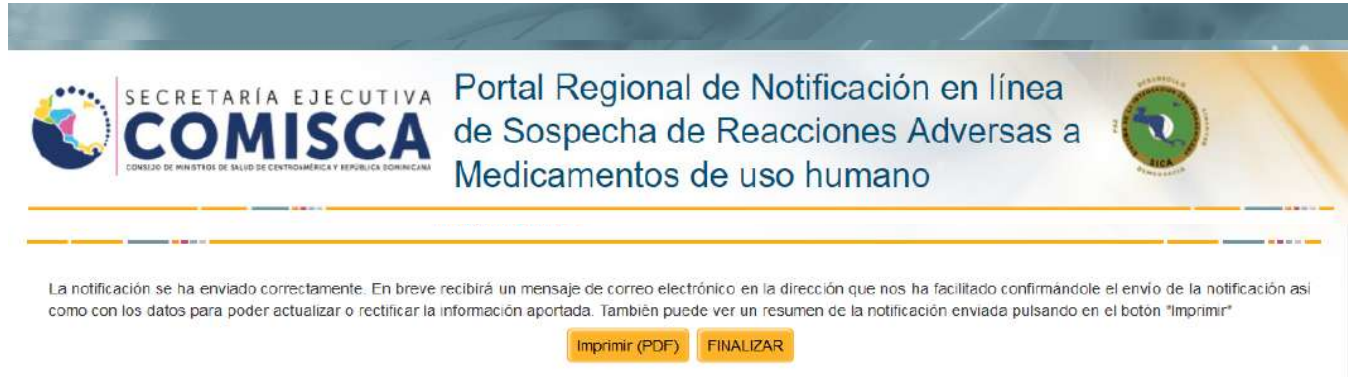 SECRETARÍA EJECUTIVA
COMISCA
CONSEJO DE MINISTROS DE SALUD DE CENTROAMÉRICA Y REPÚBLICA DOMINICANA
Portal Regional de Notificación en línea
de Sospecha de Reacciones Adversas a
Medicamentos de uso humano
SICA
La notificación se ha enviado correctamente. En breve recibirá un mensaje de correo electrónico en la dirección que nos ha facilitado confirmándole el envío de la notificación asi
como con los datos para poder actualizar o rectificar la información aportada. También puede ver un resumen de la notificación enviada pulsando en el botón "Imprimir"
Imprimir (PDF)
FINALIZAR